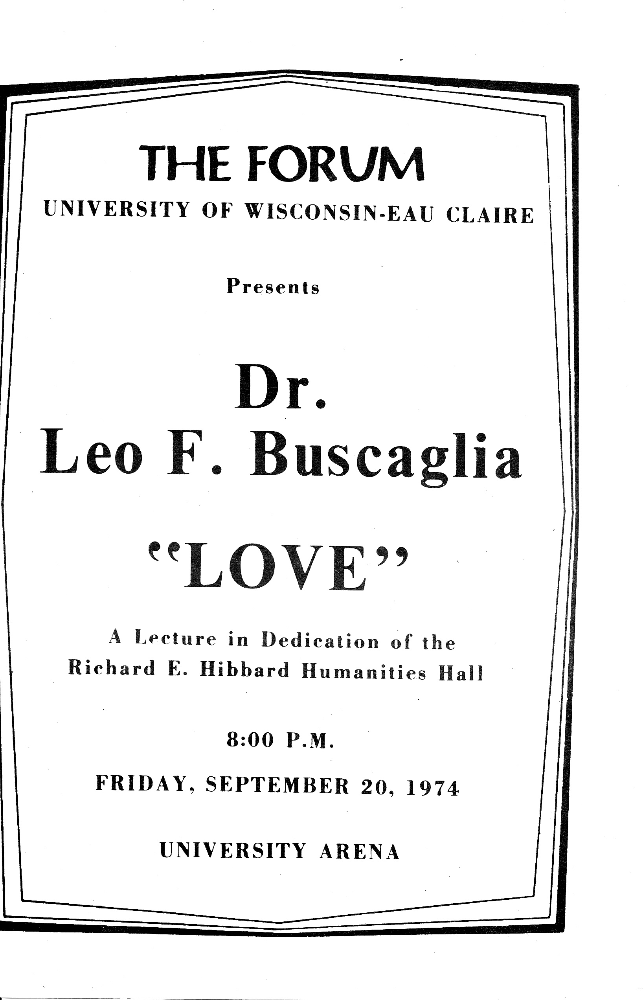 THE FORUM
UNIVERSITY OF WISCONSIN-EAU CLAIRE
Presents
Dr.
Leo F. Buscaglia
“LOVE”
A Lecture in Dedication of the
Richard E. Hibbard Humanities Hall
8:00 P.M.
FRIDAY, SEPTEMBER 20, 1974
UNIVERSITY ARENA